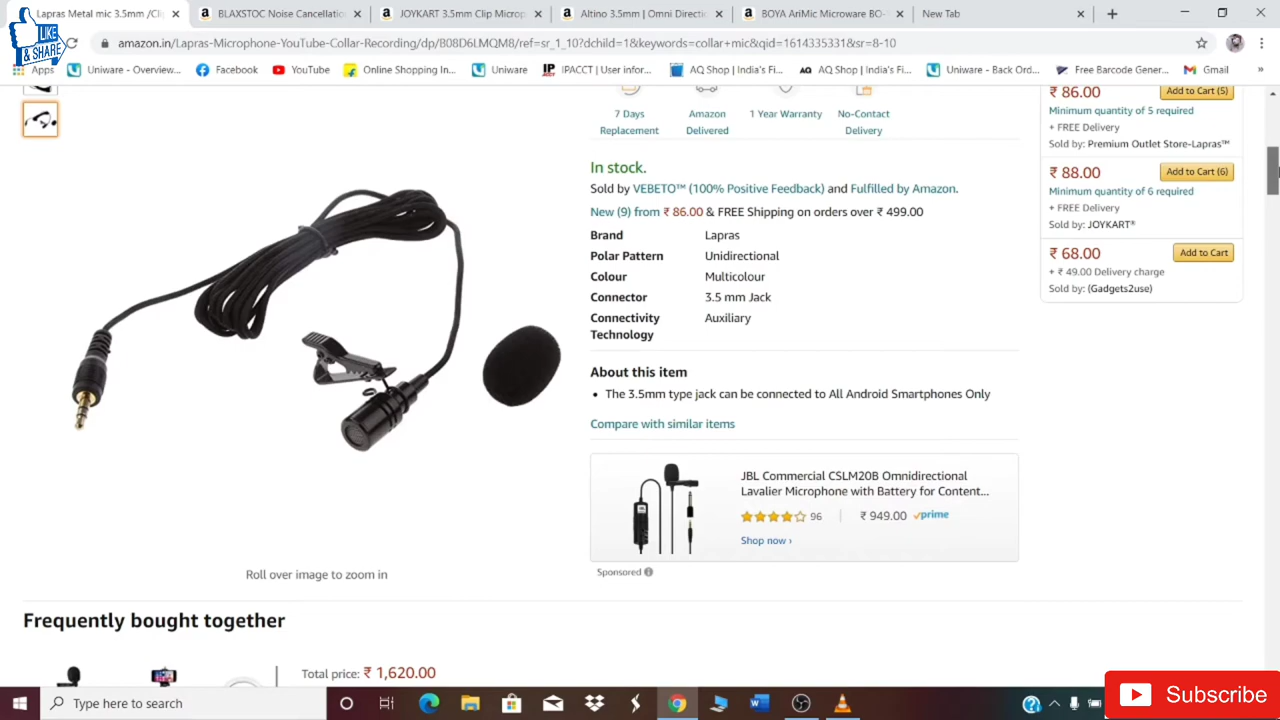 Lapras Metal mic 3.5mm /Cli
BLAXSTOC Noise Cancellatio
JOYKART 3.5mm Clip Microp
Altino 3.5mm | Omni Directi
BOYA AriMic Microware BO-
New Tab
LIKE
& SHARE
amazon.in/Lapras-Microphone-YouTube-Collar-Recording/dp/B08D8LMQM8/ref=sr_1_10?dchild=1&keywords=collar+mic&qid=1614335331&sr=8-10
Apps
Uniware - Overview...
Facebook
YouTube
Online Shopping In...
Uniware
IPACCT | User infor...
AQ Shop | India's Fi...
AQ Shop | India's Fi...
Uniware - Back Ord...
Free Barcode Gener...
Gmail
»
7 Days
Replacement
Amazon
Delivered
1 Year Warranty
No-Contact
Delivery
In stock.
Sold by VEBETO™ (100% Positive Feedback) and Fulfilled by Amazon.
New (9) from ₹ 86.00 & FREE Shipping on orders over ₹ 499.00
Brand Lapras
Polar Pattern Unidirectional
Colour Multicolour
Connector 3.5 mm Jack
Connectivity Auxiliary
Technology
About this item
• The 3.5mm type jack can be connected to All Android Smartphones Only
Compare with similar items
JBL Commercial CSLM20B Omnidirectional
Lavalier Microphone with Battery for Content...
96 | ₹ 949.00 prime
Shop now ›
Sponsored
₹ 86.00 Add to Cart (5)
Minimum quantity of 5 required
+ FREE Delivery
Sold by: Premium Outlet Store-Lapras™
₹ 88.00 Add to Cart (6)
Minimum quantity of 6 required
+ FREE Delivery
Sold by: JOYKART®
₹ 68.00 Add to Cart
+ ₹ 49.00 Delivery charge
Sold by: (Gadgets2use)
Roll over image to zoom in
Frequently bought together
Total price: ₹ 1,620.00
Type here to search
Subscribe